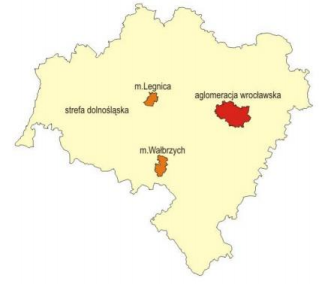 m.Legnica
aglomeracja wrocławska
strefa dolnośląska
m.Wałbrzych